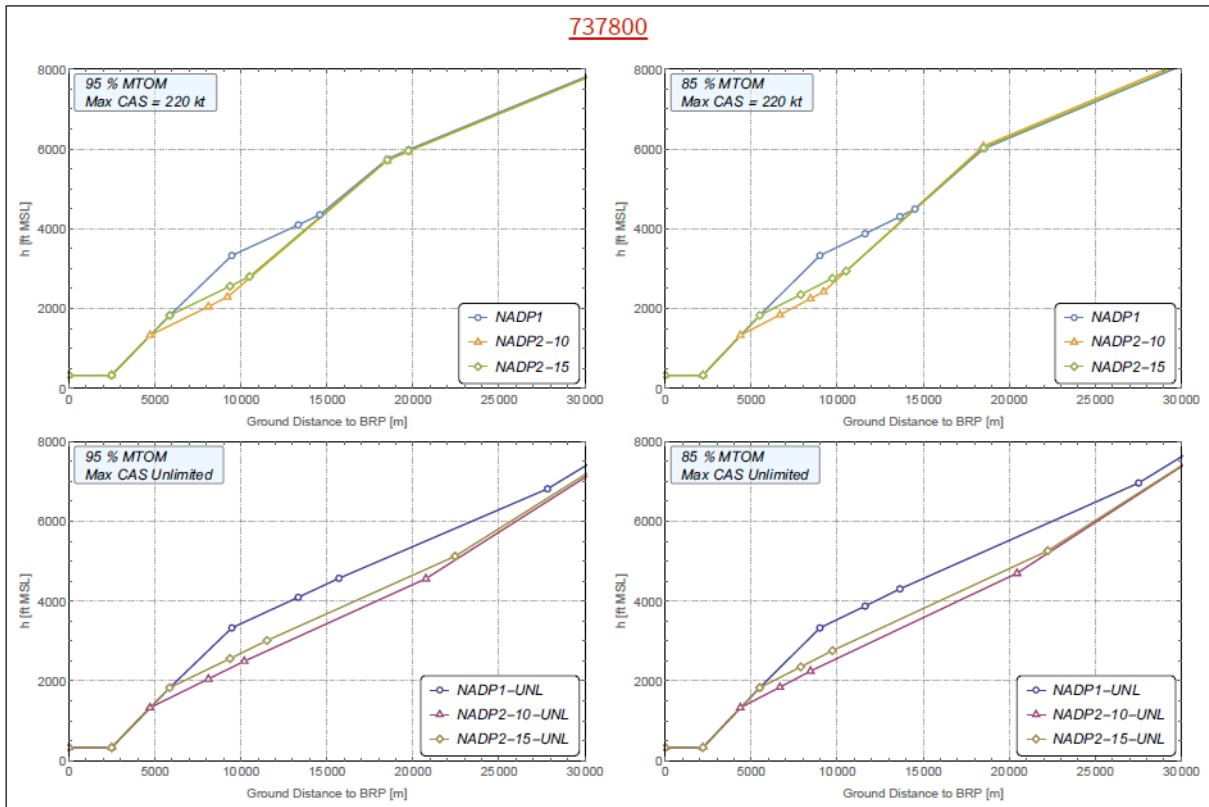 737800
95 % MTOM
Max CAS = 220 kt
h [ft MSL]
8000
6000
4000
2000
0
NADP1
NADP2-10
NADP2-15
0 5000 10000 15000 20000 25000 30000
Ground Distance to BRP [m]
85 % MTOM
Max CAS = 220 kt
h [ft MSL]
8000
6000
4000
2000
0
NADP1
NADP2-10
NADP2-15
0 5000 10000 15000 20000 25000 30000
Ground Distance to BRP [m]
95 % MTOM
Max CAS Unlimited
h [ft MSL]
8000
6000
4000
2000
0
NADP1-UNL
NADP2-10-UNL
NADP2-15-UNL
0 5000 10000 15000 20000 25000 30000
Ground Distance to BRP [m]
85 % MTOM
Max CAS Unlimited
h [ft MSL]
8000
6000
4000
2000
0
NADP1-UNL
NADP2-10-UNL
NADP2-15-UNL
0 5000 10000 15000 20000 25000 30000
Ground Distance to BRP [m]